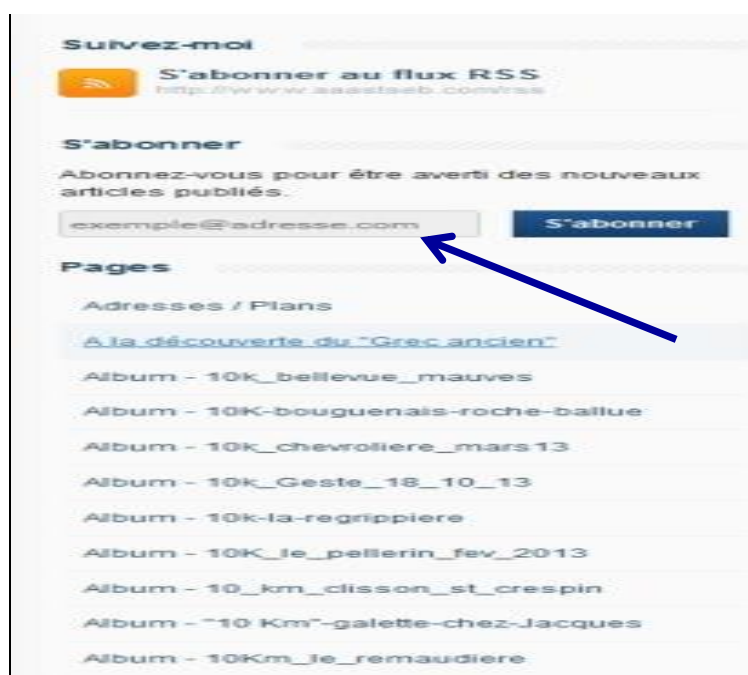 Suivez-moi
S'abonner au flux RSS
S'abonner
Abonnez-vous pour être averti des nouveaux
articles publiés.
exemple@adresse.com
S'abonner
Pages
Adresses / Plans
A la découverte du "Grec ancien"
Album - 10k_bellevue_mauves
Album - 10K-bouguenais-roche-ballue
Album - 10k_chevroliere_mars13
Album - 10k_Geste_18_10_13
Album - 10k-la-regrippiere
Album - 10K_le_pellerin_fev_2013
Album - 10_km_clisson_st_crespin
Album - "10 Km"-galette-chez-Jacques
Album - 10Km_le_remaudiere